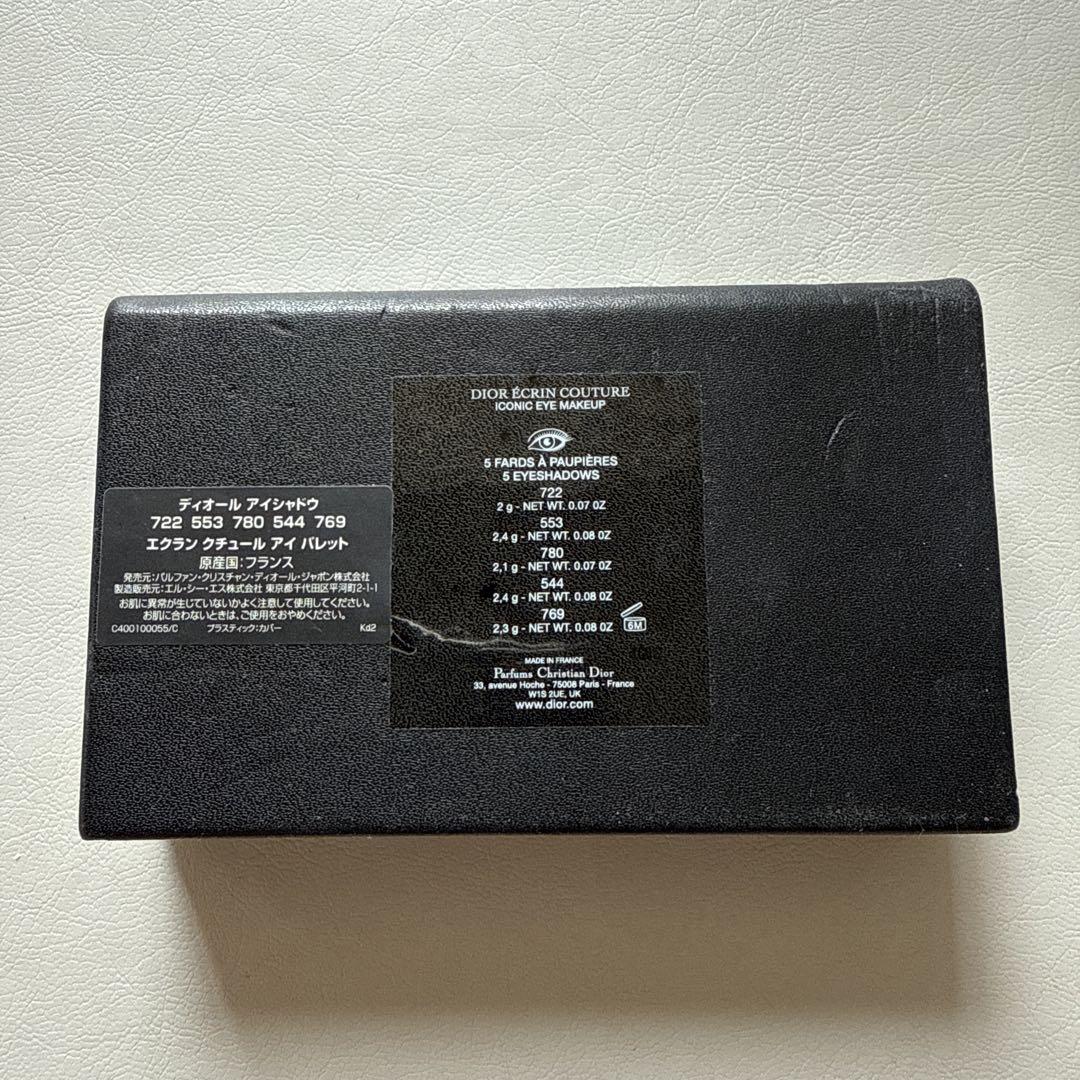 DIOR ÉCRIN COUTURE
ICONIC EYE MAKEUP
5 FARDS À PAUPIÈRES
5 EYESHADOWS
722
2 g - NET WT. 0.07 OZ
553
2,4 g - NET WT. 0.08 OZ
780
2,1 g - NET WT. 0.07 OZ
544
2,4 g - NET WT. 0.08 OZ
769
2,3 g - NET WT. 0.08 OZ
6M
MADE IN FRANCE
Parfums Christian Dior
33, avenue Hoche - 75008 Paris - France
W1S 2UE, UK
www.dior.com
ディオール アイシャドウ
722 553 780 544 769
エクラン クチュール アイ パレット
原産国:フランス
発売元:パルファン・クリスチャン・ディオール・ジャポン株式会社
製造販売元:エル・シー・エス株式会社 東京都千代田区平河町2-1-1
お肌に異常が生じていないかよく注意して使用してください。
お肌に合わないときは、ご使用をおやめください。
C400100055/C プラスティック:カバー Kd2